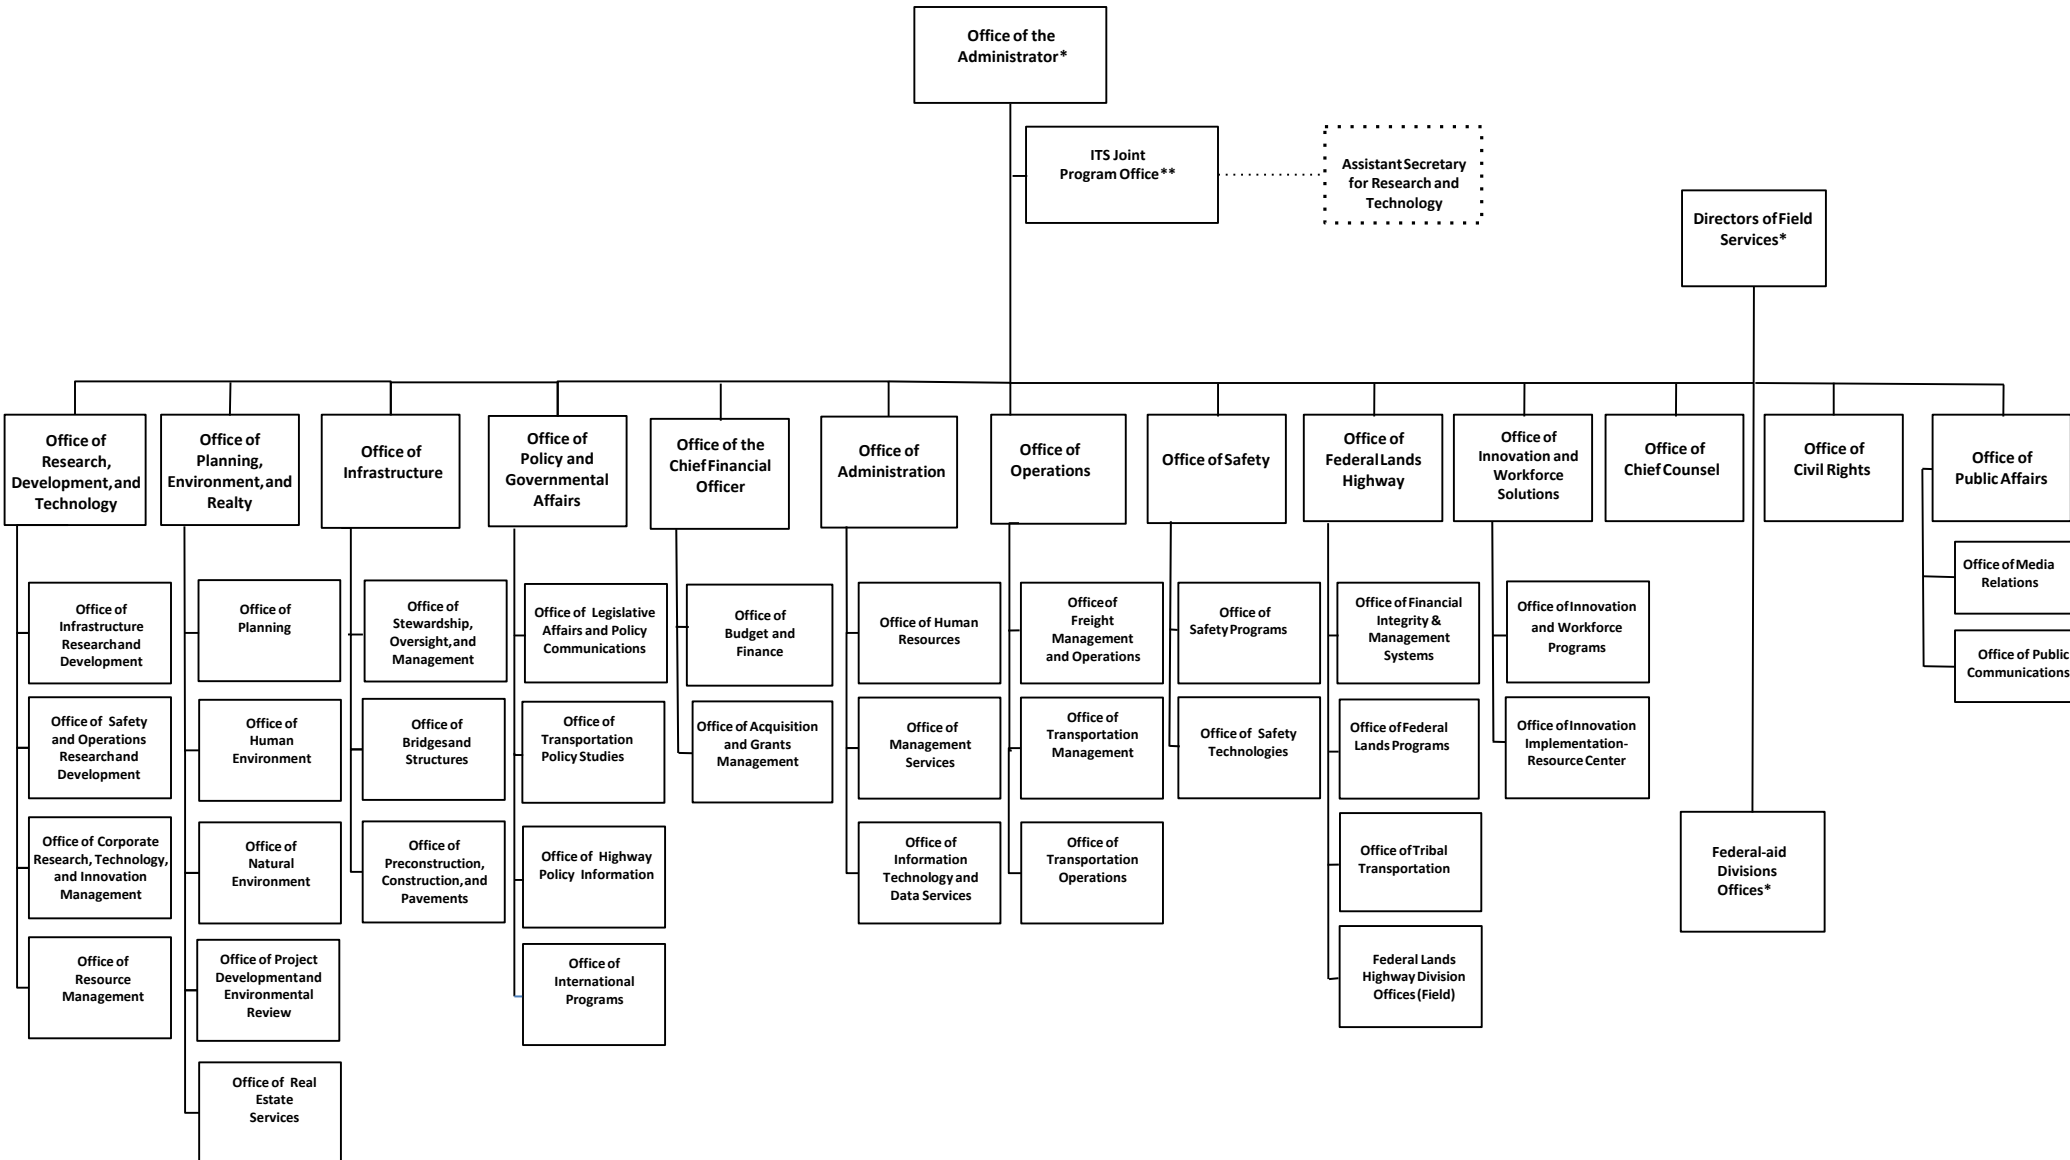 Office of the
Administrator*
ITS Joint
Program Office**
Assistant Secretary
for Research and
Technology
Directors of Field
Services*
Office of
Research,
Development, and
Technology
Office of
Planning,
Environment, and
Realty
Office of
Infrastructure
Office of
Policy and
Governmental
Affairs
Office of the
Chief Financial
Officer
Office of
Administration
Office of
Operations
Office of Safety
Office of
Federal Lands
Highway
Office of
Innovation and
Workforce
Solutions
Office of
Chief Counsel
Office of
Civil Rights
Office of
Public Affairs
Office of
Infrastructure
Research and
Development
Office of Safety
and Operations
Research and
Development
Office of Corporate
Research, Technology,
and Innovation
Management
Office of
Resource
Management
Office of
Planning
Office of
Human
Environment
Office of
Natural
Environment
Office of Project
Development and
Environmental
Review
Office of Real
Estate
Services
Office of
Stewardship,
Oversight, and
Management
Office of
Bridges and
Structures
Office of
Preconstruction,
Construction, and
Pavements
Office of Legislative
Affairs and Policy
Communications
Office of
Transportation
Policy Studies
Office of Highway
Policy Information
Office of
International
Programs
Office of
Budget and
Finance
Office of Acquisition
and Grants
Management
Office of Human
Resources
Office of
Management
Services
Office of
Information
Technology and
Data Services
Office of
Freight
Management
and Operations
Office of
Transportation
Management
Office of
Transportation
Operations
Office of
Safety Programs
Office of Safety
Technologies
Office of Financial
Integrity &
Management
Systems
Office of Federal
Lands Programs
Office of Tribal
Transportation
Federal Lands
Highway Division
Offices (Field)
Office of Innovation
and Workforce
Programs
Office of Innovation
Implementation-
Resource Center
Federal-aid
Divisions
Offices*
Office of Media
Relations
Office of Public
Communications